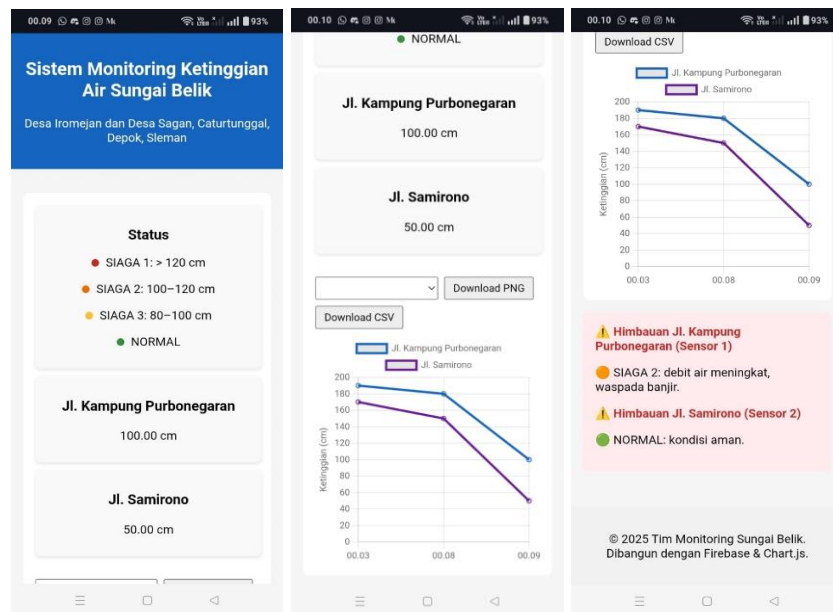 00.09
93%
Sistem Monitoring Ketinggian
Air Sungai Belik
Desa Iromejan dan Desa Sagan, Caturtunggal,
Depok, Sleman
Status
SIAGA 1: > 120 cm
SIAGA 2: 100–120 cm
SIAGA 3: 80–100 cm
NORMAL
Jl. Kampung Purbonegaran
100.00 cm
Jl. Samirono
50.00 cm
00.10
93%
NORMAL
Jl. Kampung Purbonegaran
100.00 cm
Jl. Samirono
50.00 cm
Download PNG
Download CSV
Jl. Kampung Purbonegaran
Jl. Samirono
Ketinggian (cm)
200
180
160
140
120
100
80
60
40
20
0
00.03 00.08 00.09
00.10
93%
Download CSV
Jl. Kampung Purbonegaran
Jl. Samirono
Ketinggian (cm)
200
180
160
140
120
100
80
60
40
20
0
00.03 00.08 00.09
⚠️ Himbauan Jl. Kampung
Purbonegaran (Sensor 1)
🟠 SIAGA 2: debit air meningkat,
waspada banjir.
⚠️ Himbauan Jl. Samirono (Sensor 2)
🟢 NORMAL: kondisi aman.
© 2025 Tim Monitoring Sungai Belik.
Dibangun dengan Firebase & Chart.js.